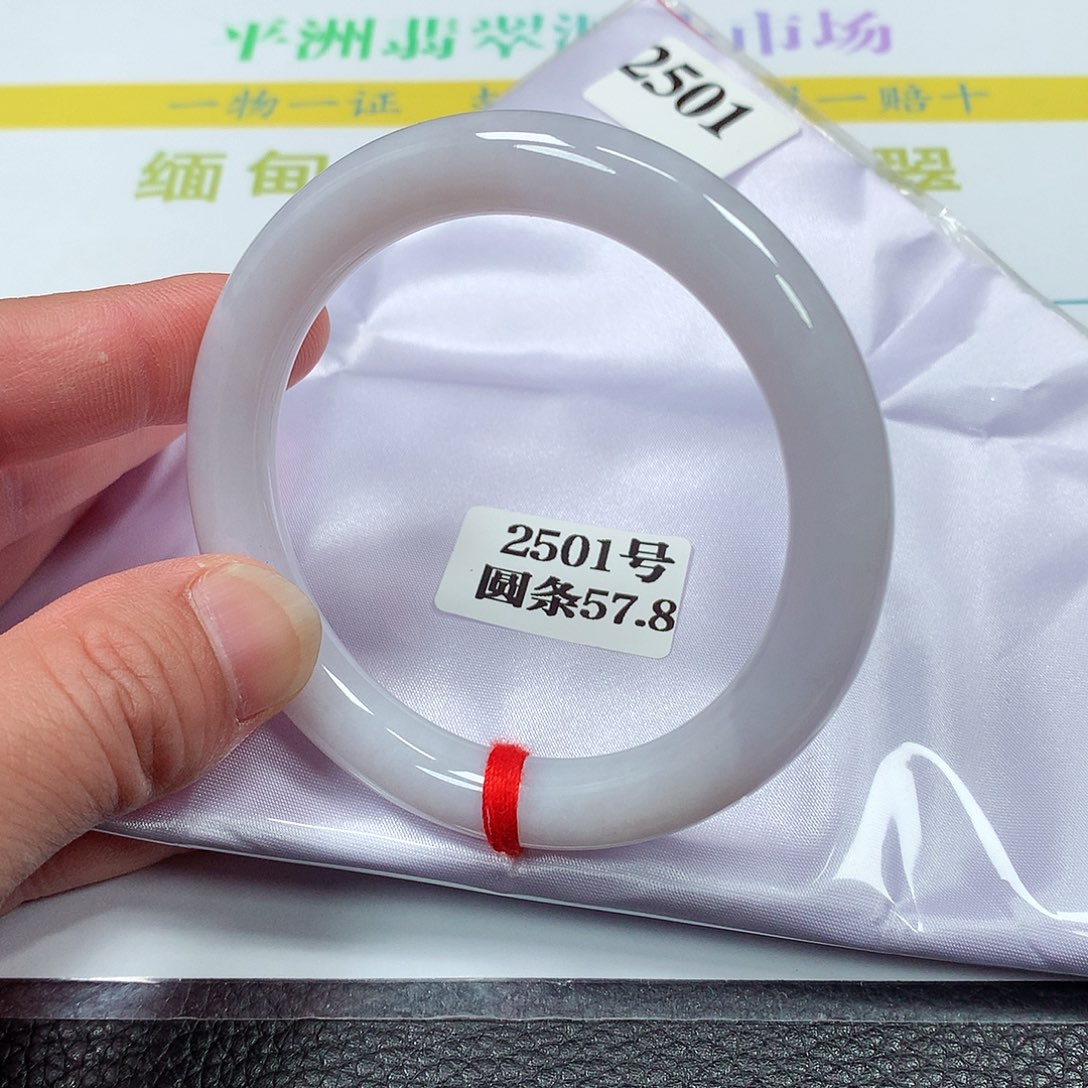 平洲翡翠 市场
一物一证 一赔十
缅甸 翠
2501
2501号
圆条57.8